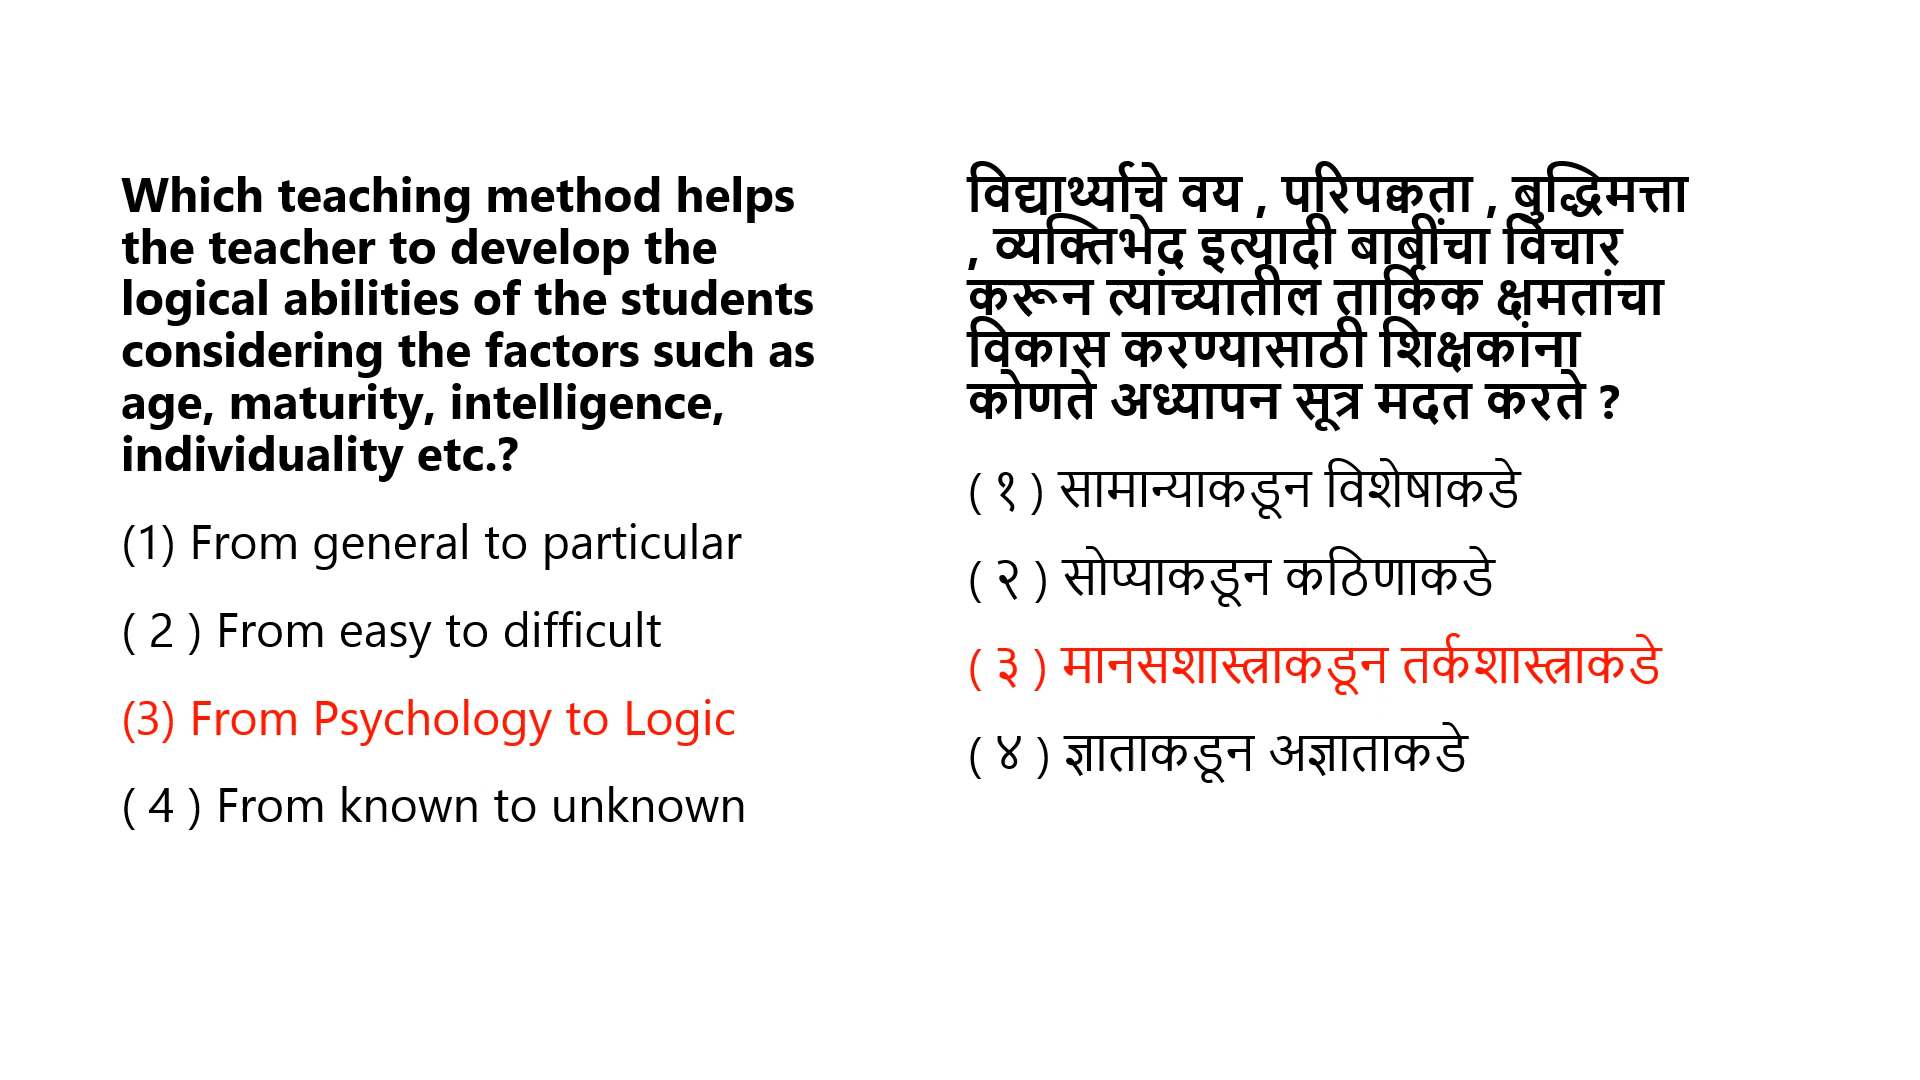 Which teaching method helps
the teacher to develop the
logical abilities of the students
considering the factors such as
age, maturity, intelligence,
individuality etc.?
(1) From general to particular
( 2 ) From easy to difficult
(3) From Psychology to Logic
( 4 ) From known to unknown
विद्यार्थ्याचे वय , परिपक्वता , बुद्धिमत्ता
, व्यक्तिभेद इत्यादी बाबींचा विचार
करून त्यांच्यातील तार्किक क्षमतांचा
विकास करण्यासाठी शिक्षकांना
कोणते अध्यापन सूत्र मदत करते ?
( १ ) सामान्याकडून विशेषाकडे
( २ ) सोप्याकडून कठिणाकडे
( ३ ) मानसशास्त्राकडून तर्कशास्त्राकडे
( ४ ) ज्ञाताकडून अज्ञाताकडे